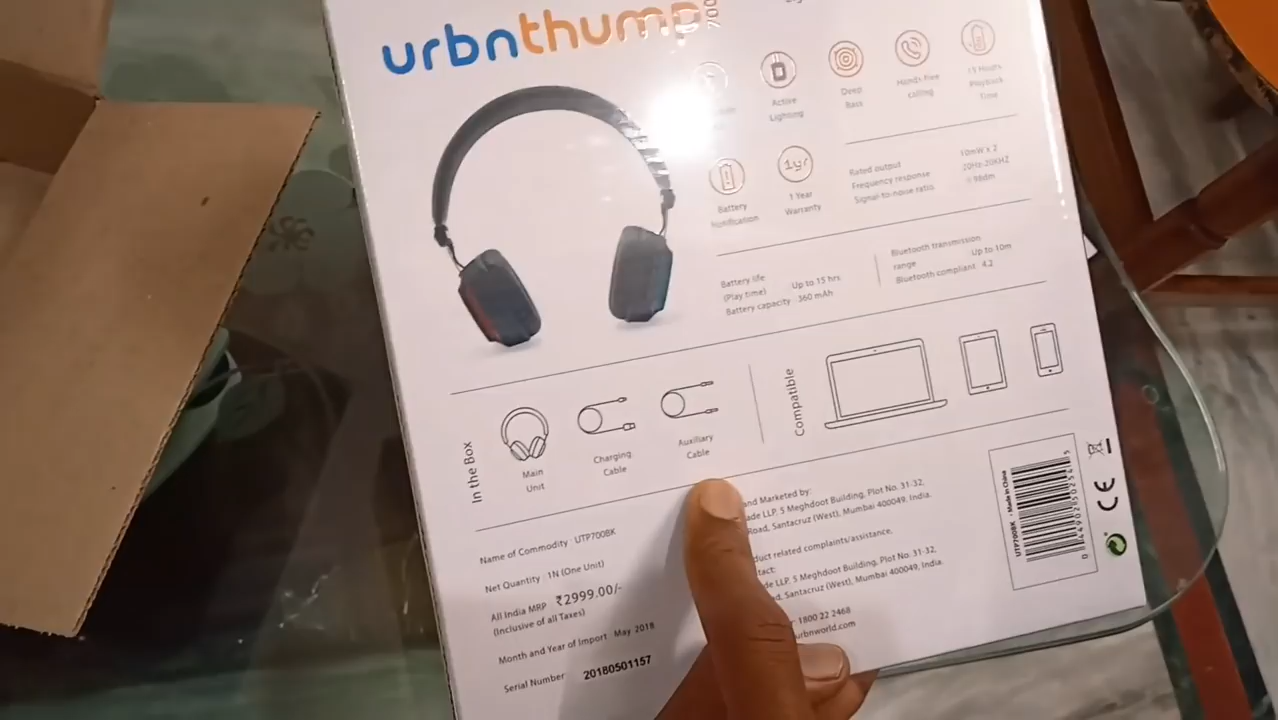 urbnthump 700
Active
Lighting
Deep
Bass
Hands free
calling
15 Hours
Playback
Time
Battery
Notification
1yr
1 Year
Warranty
Rated output 10mW x 2
Frequency response 20Hz-20KHZ
Signal-to-noise ratio 98dm
Battery life
(Play time) Up to 15 hrs
Battery capacity 360 mAh
Bluetooth transmission
range Up to 10m
Bluetooth compliant 4.2
In the Box
Main
Unit
Charging
Cable
Auxiliary
Cable
Compatible
Name of Commodity UTP700BK
Net Quantity 1N (One Unit)
All India MRP ₹2999.00/-
(Inclusive of all Taxes)
Month and Year of Import May 2018
Serial Number 20180501157
and Marketed by:
LLP, 5 Meghdoot Building, Plot No. 31-32,
Road, Santacruz (West), Mumbai 400049, India.
related complaints/assistance,
LLP, 5 Meghdoot Building, Plot No. 31-32,
Santacruz (West), Mumbai 400049, India.
1800 22 2468
urbnworld.com
UTP700BK - Made in China
CE